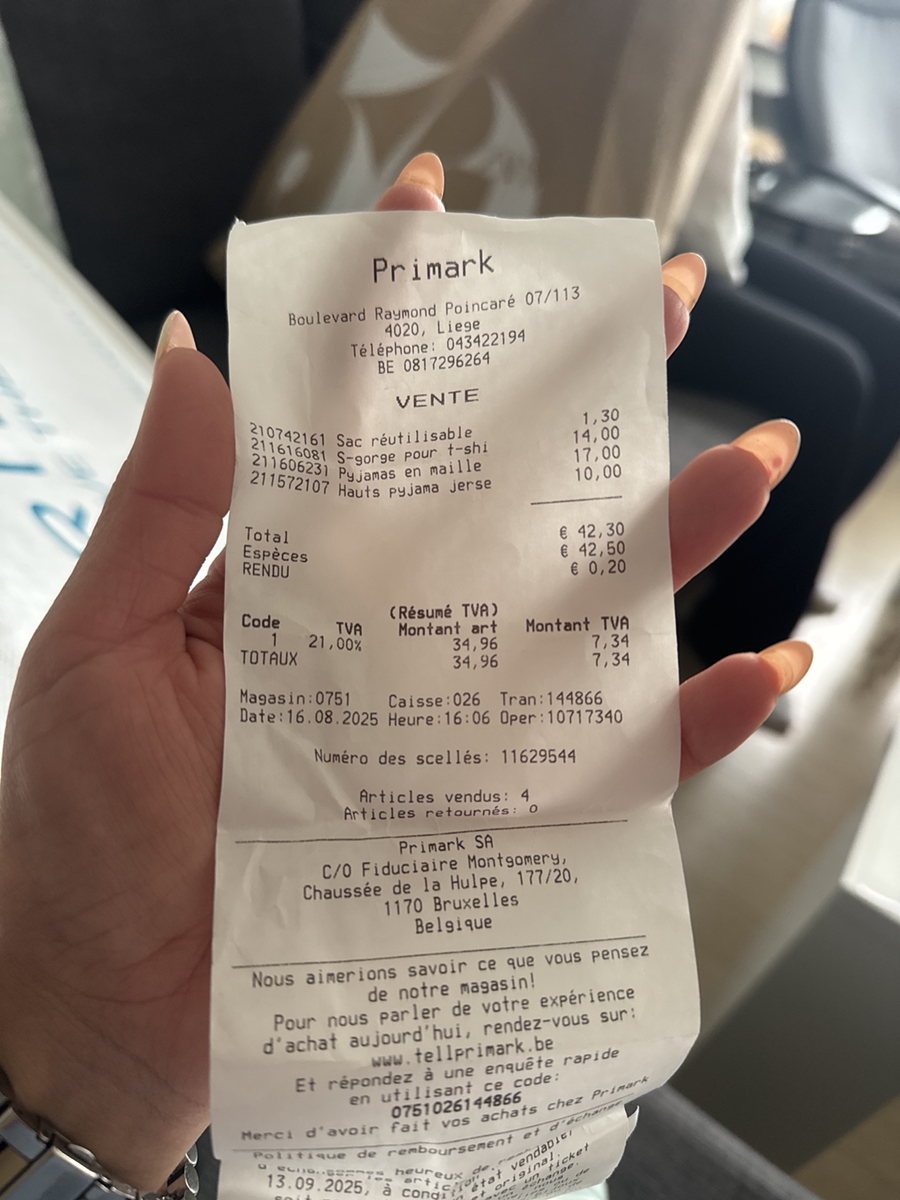 Primark
Boulevard Raymond Poincaré 07/113
4020, Liege
Téléphone: 043422194
BE 0817296264
VENTE
210742161 Sac réutilisable 1,30
211616081 S-gorge pour t-shi 14,00
211606231 Pyjamas en maille 17,00
211572107 Hauts pyjama jerse 10,00
Total € 42,30
Espèces € 42,50
RENDU € 0,20
(Résumé TVA)
Code TVA Montant art Montant TVA
1 21,00% 34,96 7,34
TOTAUX 34,96 7,34
Magasin:0751 Caisse:026 Tran:144866
Date:16.08.2025 Heure:16:06 Oper:10717340
Numéro des scellés: 11629544
Articles vendus: 4
Articles retournés: 0
Primark SA
C/O Fiduciaire Montgomery,
Chaussée de la Hulpe, 177/20,
1170 Bruxelles
Belgique
Nous aimerions savoir ce que vous pensez
de notre magasin!
Pour nous parler de votre expérience
d'achat aujourd'hui, rendez-vous sur:
www.tellprimark.be
Et répondez à une enquête rapide
en utilisant ce code:
0751026144866
Merci d'avoir fait vos achats chez Primark
Politique de remboursement et d'échange
heureux de
13.09.2025, à état vendable
original.
ticket